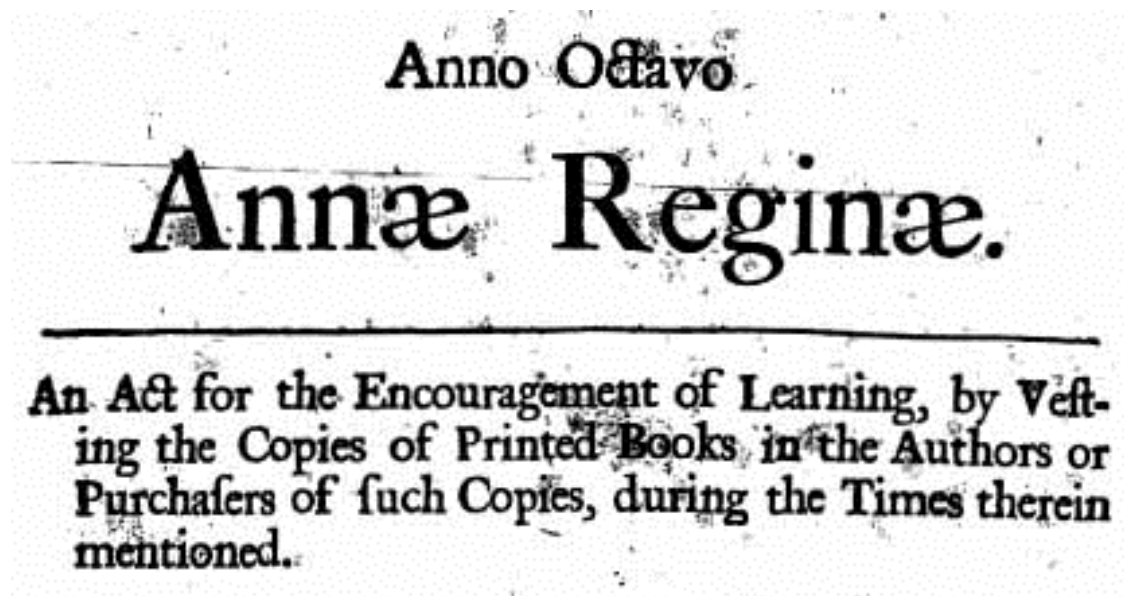 Anno Octavo
Annæ Reginæ.
An Act for the Encouragement of Learning, by Veſt-
ing the Copies of Printed Books in the Authors or
Purchaſers of ſuch Copies, during the Times therein
mentioned.